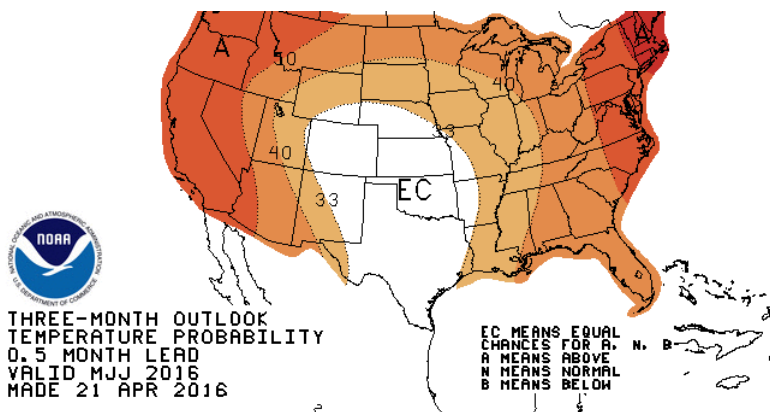 A
A
50
40
40
33
33
EC
NATIONAL OCEANIC AND ATMOSPHERIC ADMINISTRATION
NOAA
U.S. DEPARTMENT OF COMMERCE
THREE-MONTH OUTLOOK
TEMPERATURE PROBABILITY
0.5 MONTH LEAD
VALID MJJ 2016
MADE 21 APR 2016
EC MEANS EQUAL
CHANCES FOR A, N, B
A MEANS ABOVE
N MEANS NORMAL
B MEANS BELOW